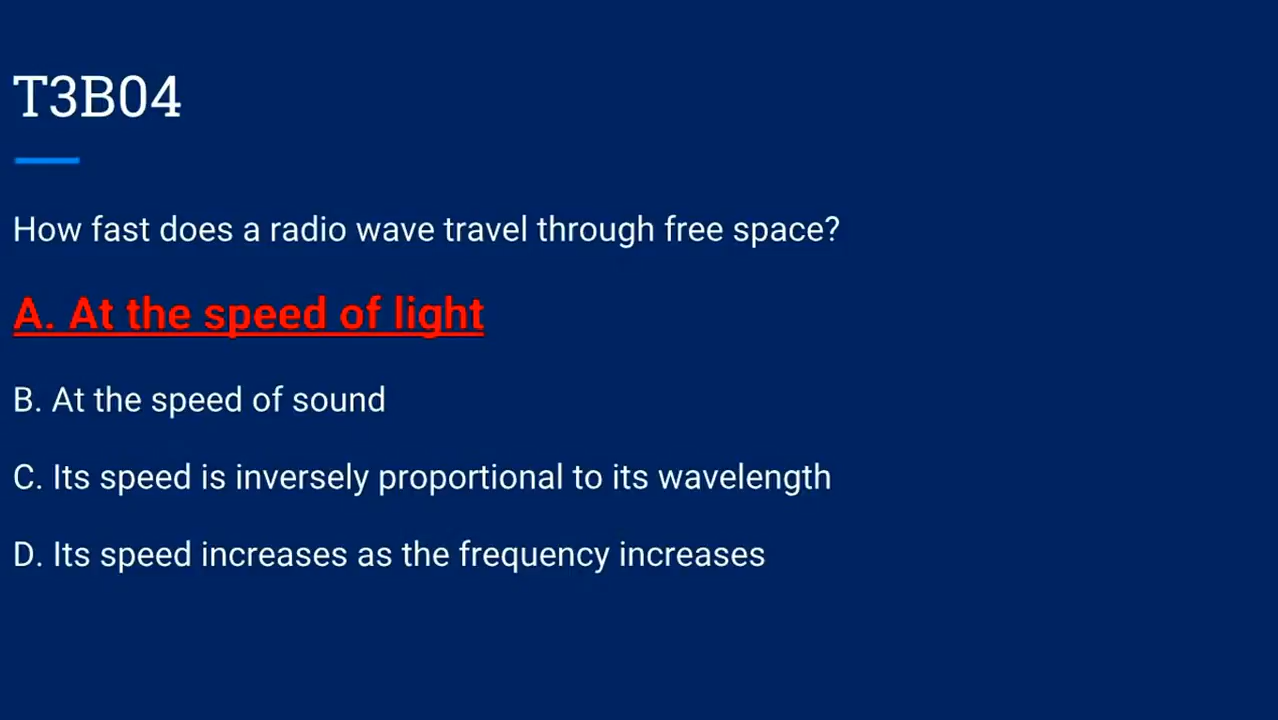 T3B04
How fast does a radio wave travel through free space?
A. At the speed of light
B. At the speed of sound
C. Its speed is inversely proportional to its wavelength
D. Its speed increases as the frequency increases